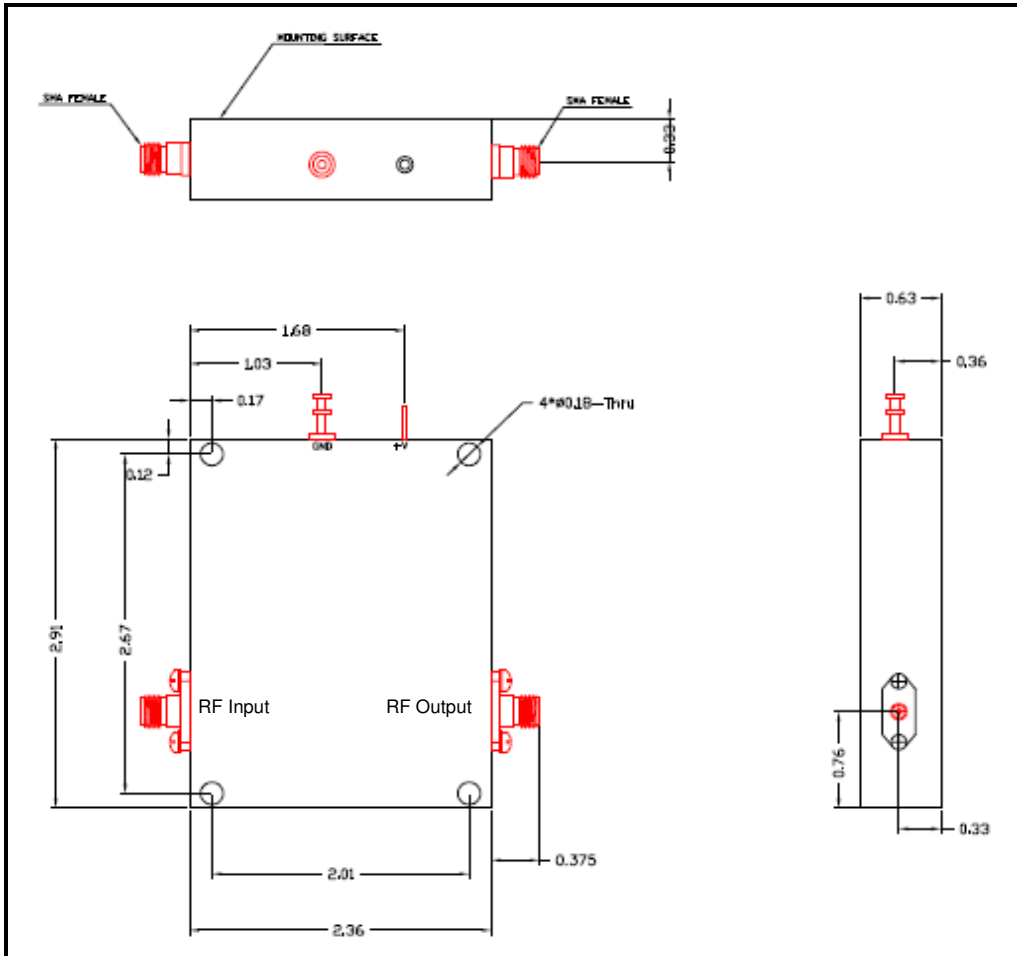 MOUNTING SURFACE
SMA FEMALE
SMA FEMALE
0.33
0.63
1.68
0.36
1.03
0.17
4*Ø0.18—Thru
GND
+V
0.12
2.91
2.67
RF Input
RF Output
0.76
0.33
0.375
2.01
2.36